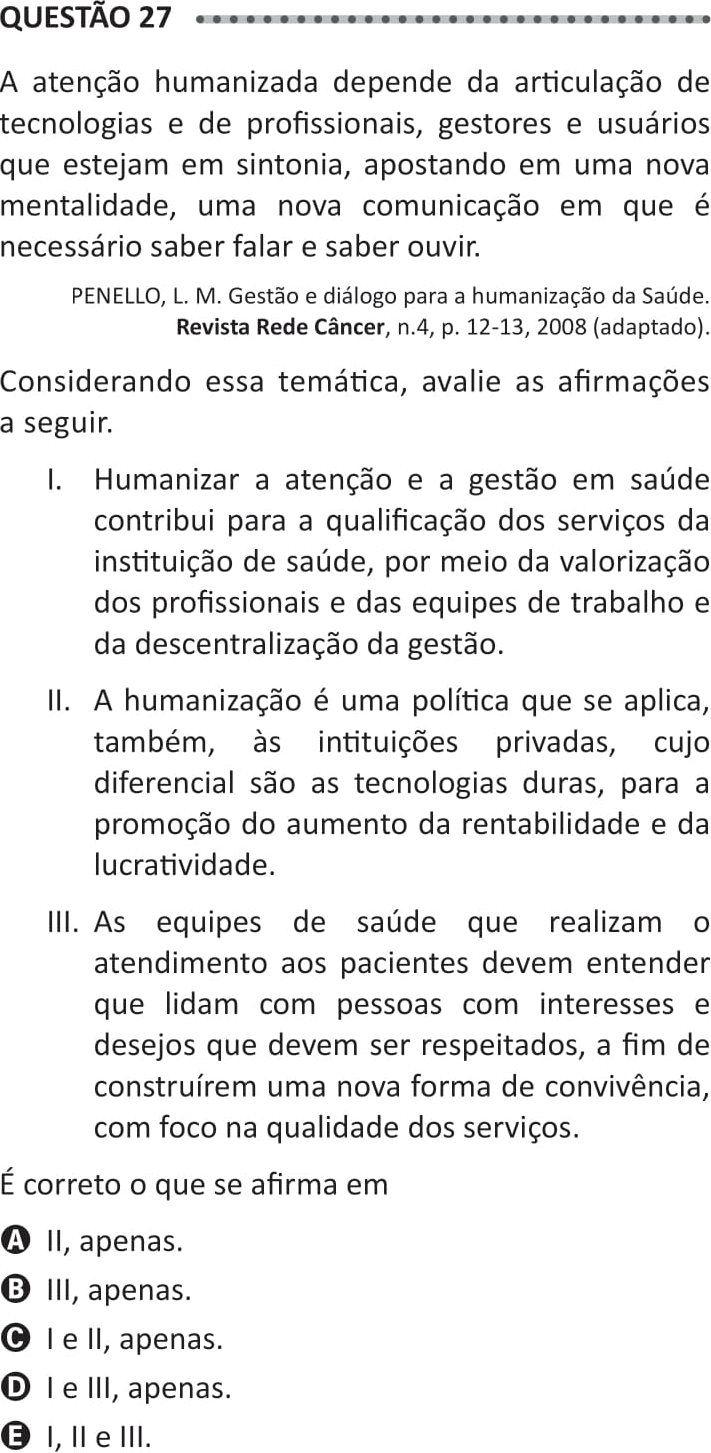 QUESTÃO 27
A atenção humanizada depende da articulação de
tecnologias e de profissionais, gestores e usuários
que estejam em sintonia, apostando em uma nova
mentalidade, uma nova comunicação em que é
necessário saber falar e saber ouvir.
PENELLO, L. M. Gestão e diálogo para a humanização da Saúde.
Revista Rede Câncer, n.4, p. 12-13, 2008 (adaptado).
Considerando essa temática, avalie as afirmações
a seguir.
I. Humanizar a atenção e a gestão em saúde
contribui para a qualificação dos serviços da
instituição de saúde, por meio da valorização
dos profissionais e das equipes de trabalho e
da descentralização da gestão.
II. A humanização é uma política que se aplica,
também, às intituições privadas, cujo
diferencial são as tecnologias duras, para a
promoção do aumento da rentabilidade e da
lucratividade.
III. As equipes de saúde que realizam o
atendimento aos pacientes devem entender
que lidam com pessoas com interesses e
desejos que devem ser respeitados, a fim de
construírem uma nova forma de convivência,
com foco na qualidade dos serviços.
É correto o que se afirma em
A II, apenas.
B III, apenas.
C I e II, apenas.
D I e III, apenas.
E I, II e III.